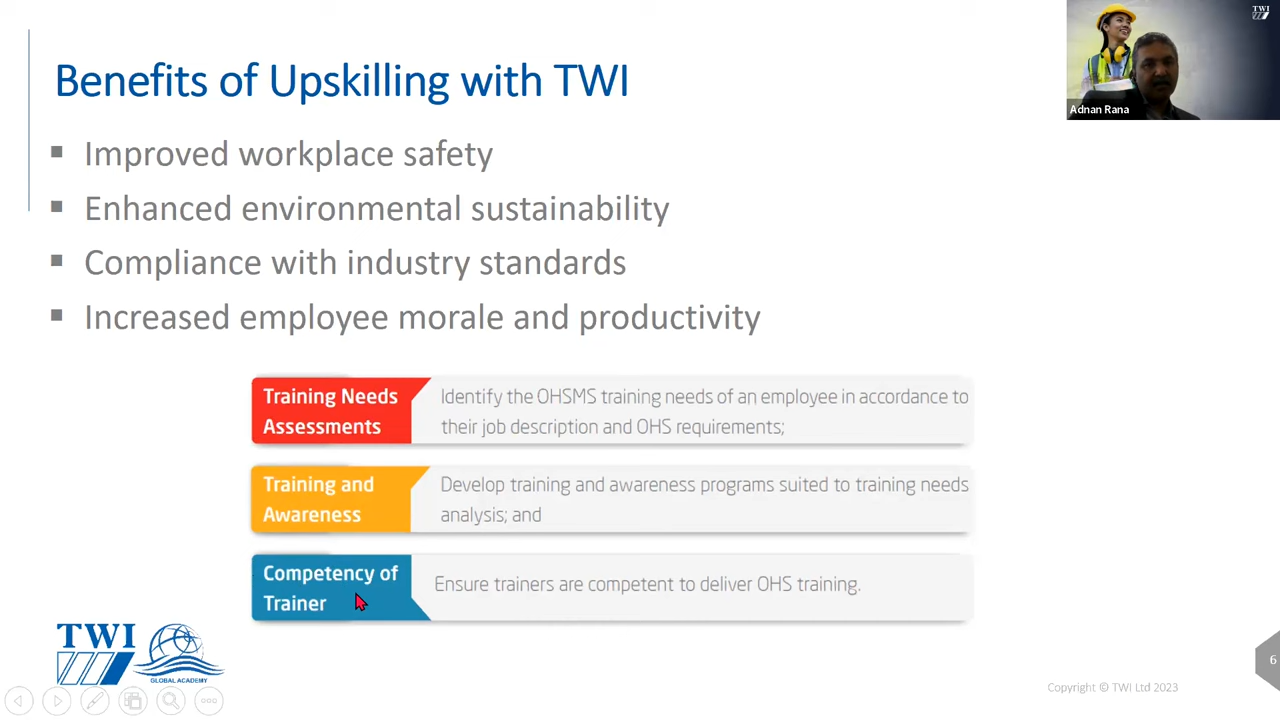 Benefits of Upskilling with TWI
TWI
Adnan Rana
▪ Improved workplace safety
▪ Enhanced environmental sustainability
▪ Compliance with industry standards
▪ Increased employee morale and productivity
Training Needs
Assessments
Identify the OHSMS training needs of an employee in accordance to
their job description and OHS requirements;
Training and
Awareness
Develop training and awareness programs suited to training needs
analysis; and
Competency of
Trainer
Ensure trainers are competent to deliver OHS training.
TWI
GLOBAL ACADEMY
6
Copyright © TWI Ltd 2023